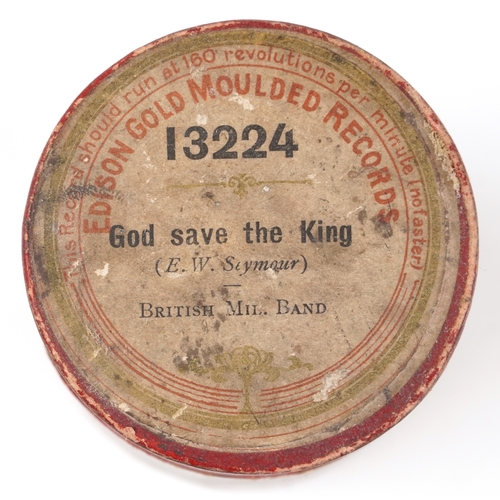 (This Record should run at 160 revolutions per minute (no faster)
EDISON GOLD MOULDED RECORDS
13224
God save the King
(E. W. Seymour)
BRITISH MIL. BAND